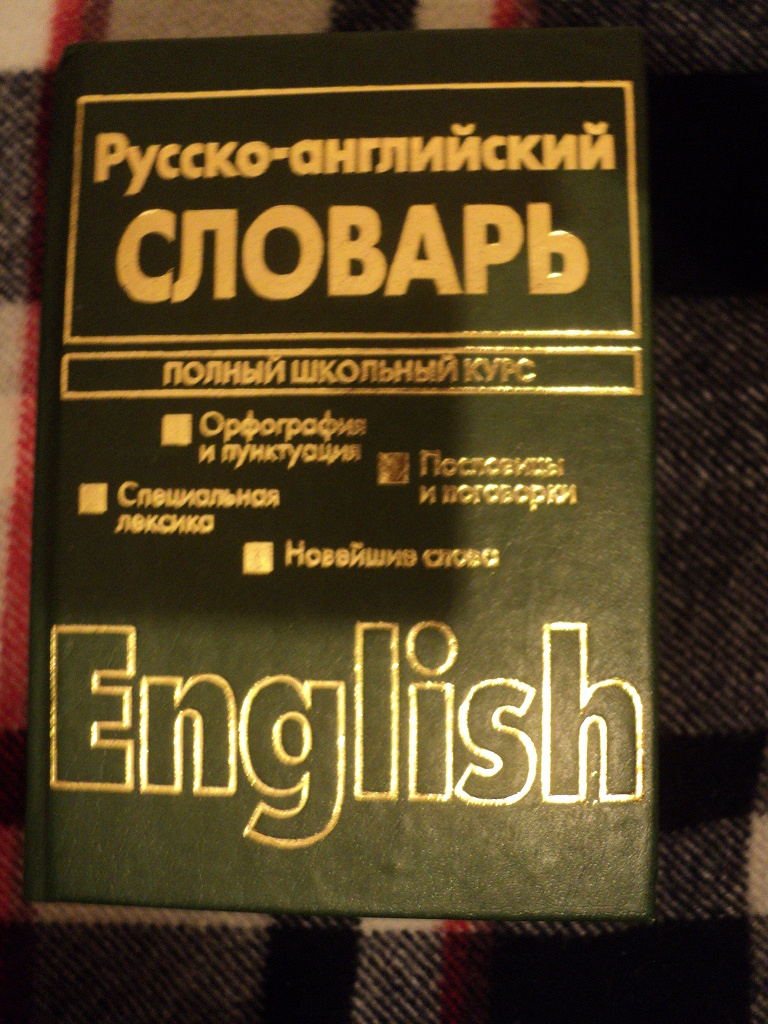 Русско-английский
СЛОВАРЬ
ПОЛНЫЙ ШКОЛЬНЫЙ КУРС
Орфография
и пунктуация
Пословицы
и поговорки
Специальная
лексика
Новейшие слова
English